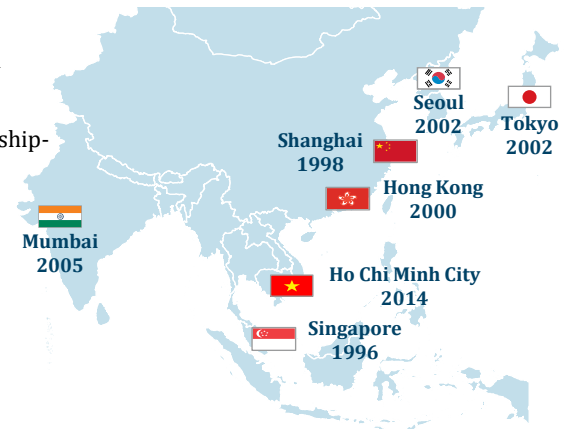 Seoul
2002
Tokyo
2002
ship-
Shanghai
1998
Hong Kong
2000
Mumbai
2005
Ho Chi Minh City
2014
Singapore
1996